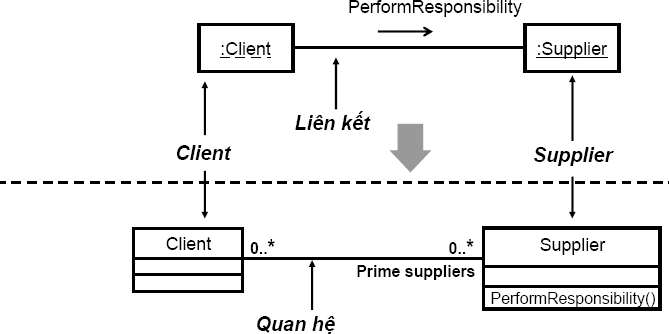 PerformResponsibility
:Client
:Supplier
Liên kết
Client
Supplier
Client
0..*
0..*
Supplier
Prime suppliers
PerformResponsibility()
Quan hệ